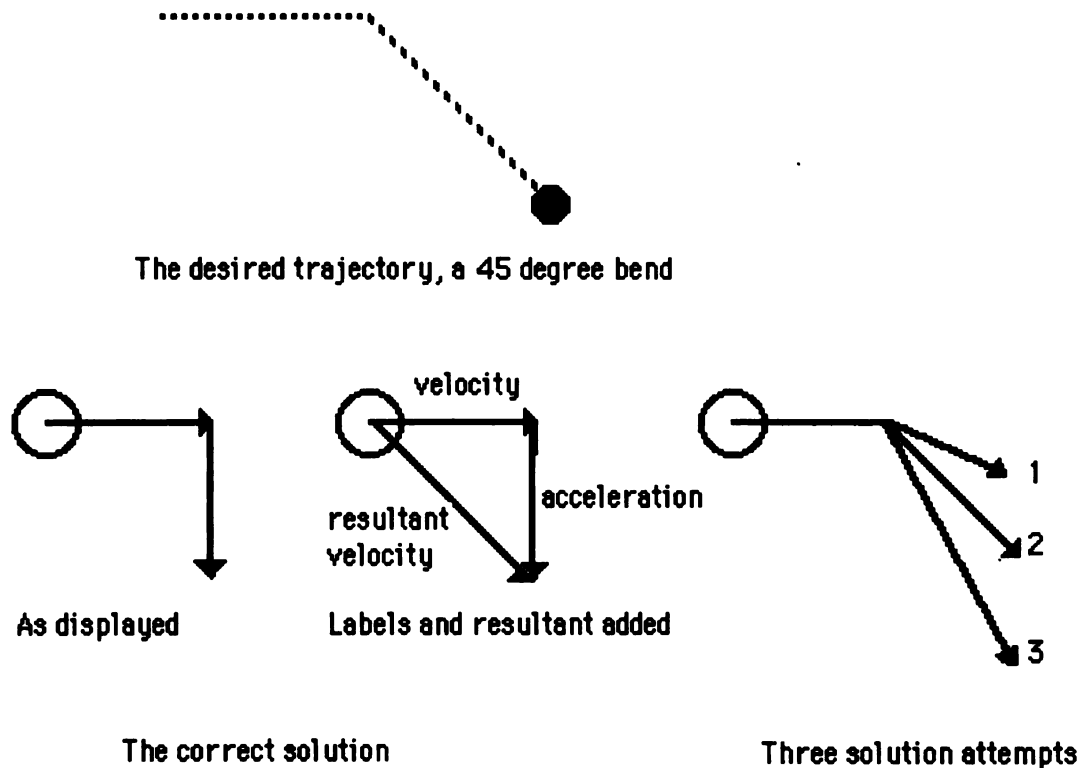 The desired trajectory, a 45 degree bend
velocity
acceleration
resultant
velocity
1
2
3
As displayed
Labels and resultant added
The correct solution
Three solution attempts